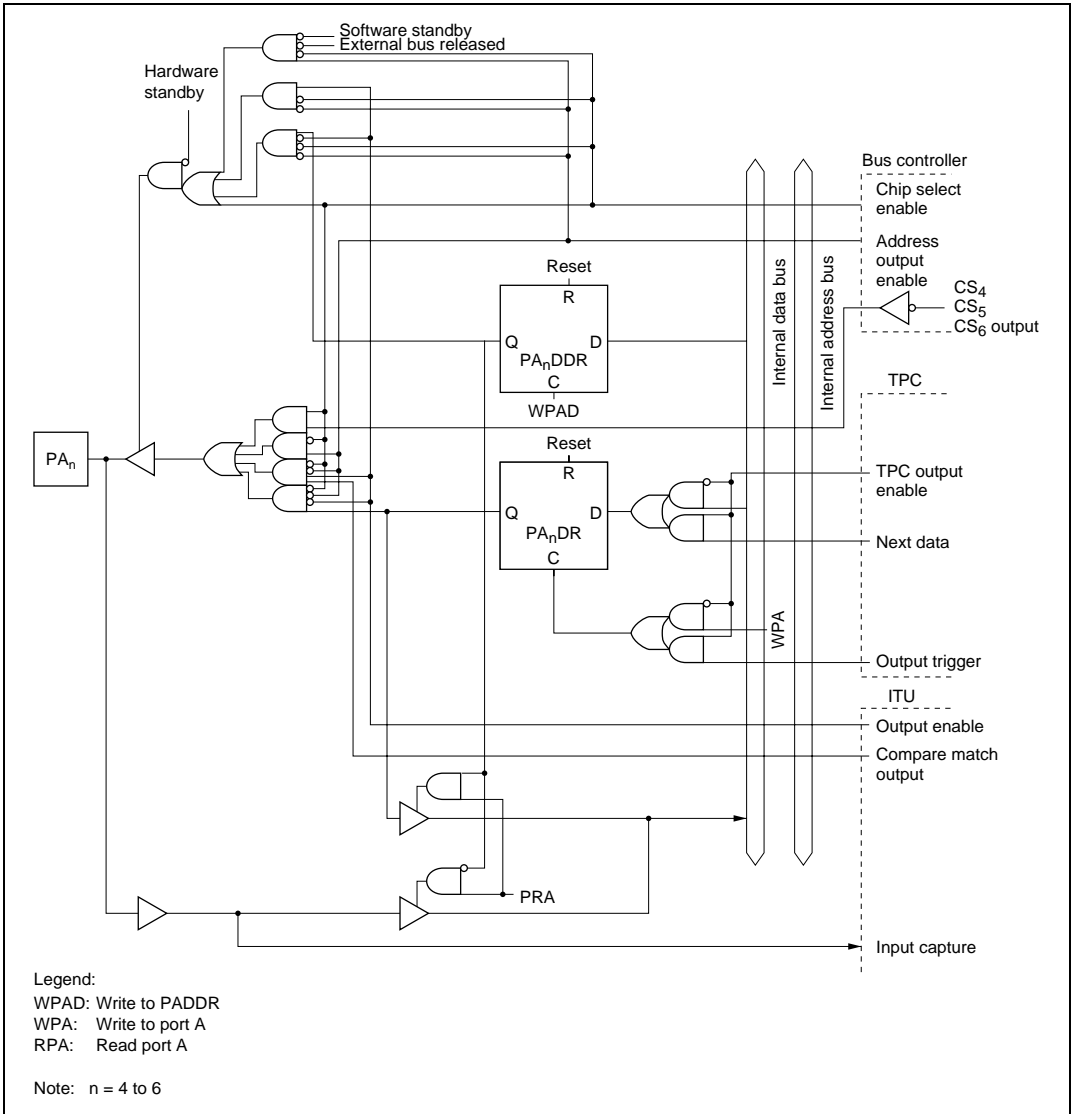 Software standby
External bus released
Hardware
standby
Bus controller
Chip select
enable
Address
output
enable
Internal data bus
Internal address bus
CS4
CS5
CS6 output
Reset
R
Q
D
PAnDDR
C
WPAD
TPC
Reset
R
PAn
Q
D
PAnDR
C
TPC output
enable
Next data
WPA
Output trigger
ITU
Output enable
Compare match
output
PRA
Input capture
Legend:
WPAD: Write to PADDR
WPA: Write to port A
RPA: Read port A
Note: n = 4 to 6